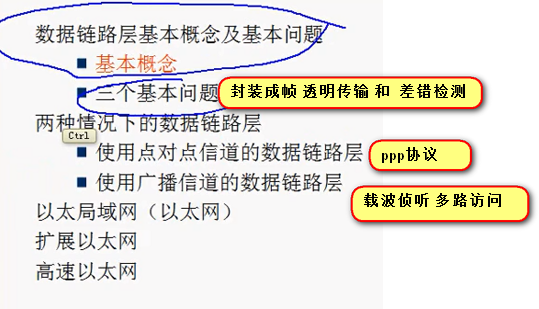 数据链路层基本概念及基本问题
基本概念
三个基本问题
封装成帧 透明传输 和 差错检测
两种情况下的数据链路层
Ctrl
使用点对点信道的数据链路层
ppp协议
使用广播信道的数据链路层
载波侦听 多路访问
以太局域网（以太网）
扩展以太网
高速以太网